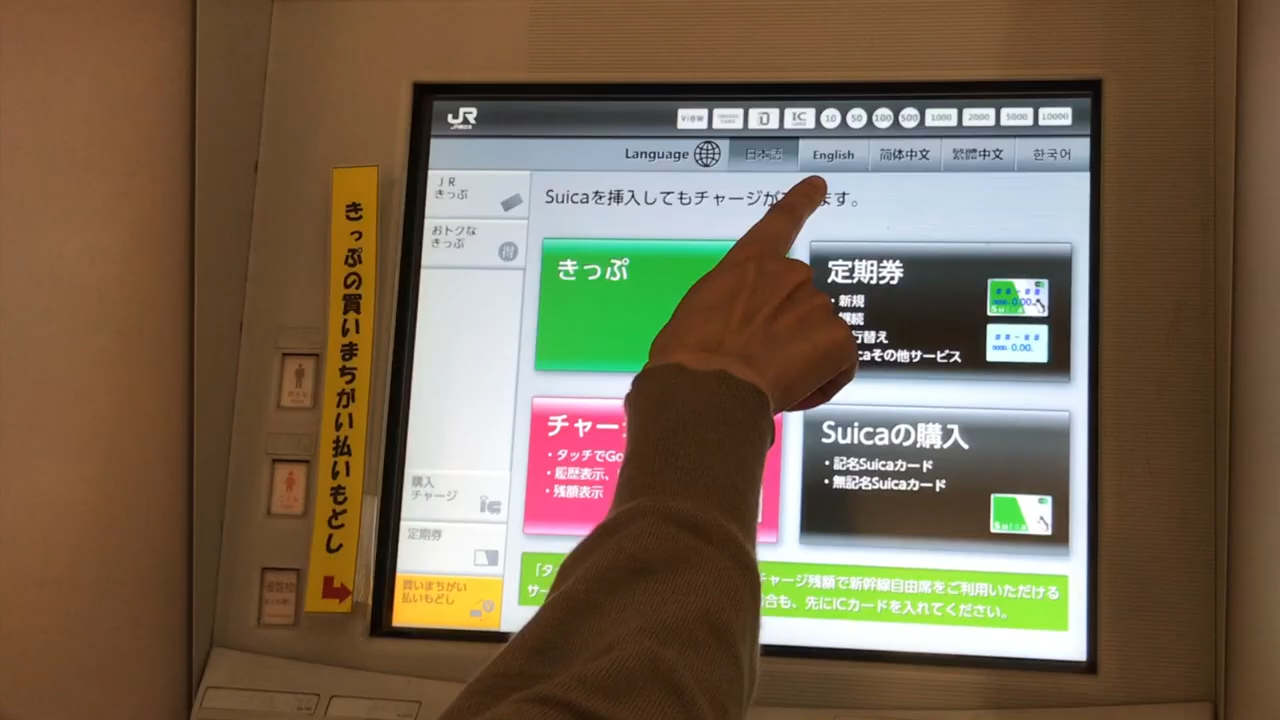 JR
VIEW
IC
10
50
100
500
1000
2000
5000
10000
Language
日本語
English
简体中文
繁體中文
한국어
JR
きっぷ
おトクな
きっぷ
得
Suicaを挿入してもチャージが
ます。
きっぷ
定期券
・新規
継続
行替え
caその他サービス
チャー
・タッチでGo
・履歴表示、
・残額表示
Suicaの購入
・記名Suicaカード
・無記名Suicaカード
購入
チャージ
定期券
買いまちがい
払いもどし
「タ
サー
チャージ残額で新幹線自由席をご利用いただける
合も、先にICカードを入れてください。
きっぷの買いまちがい払いもどし